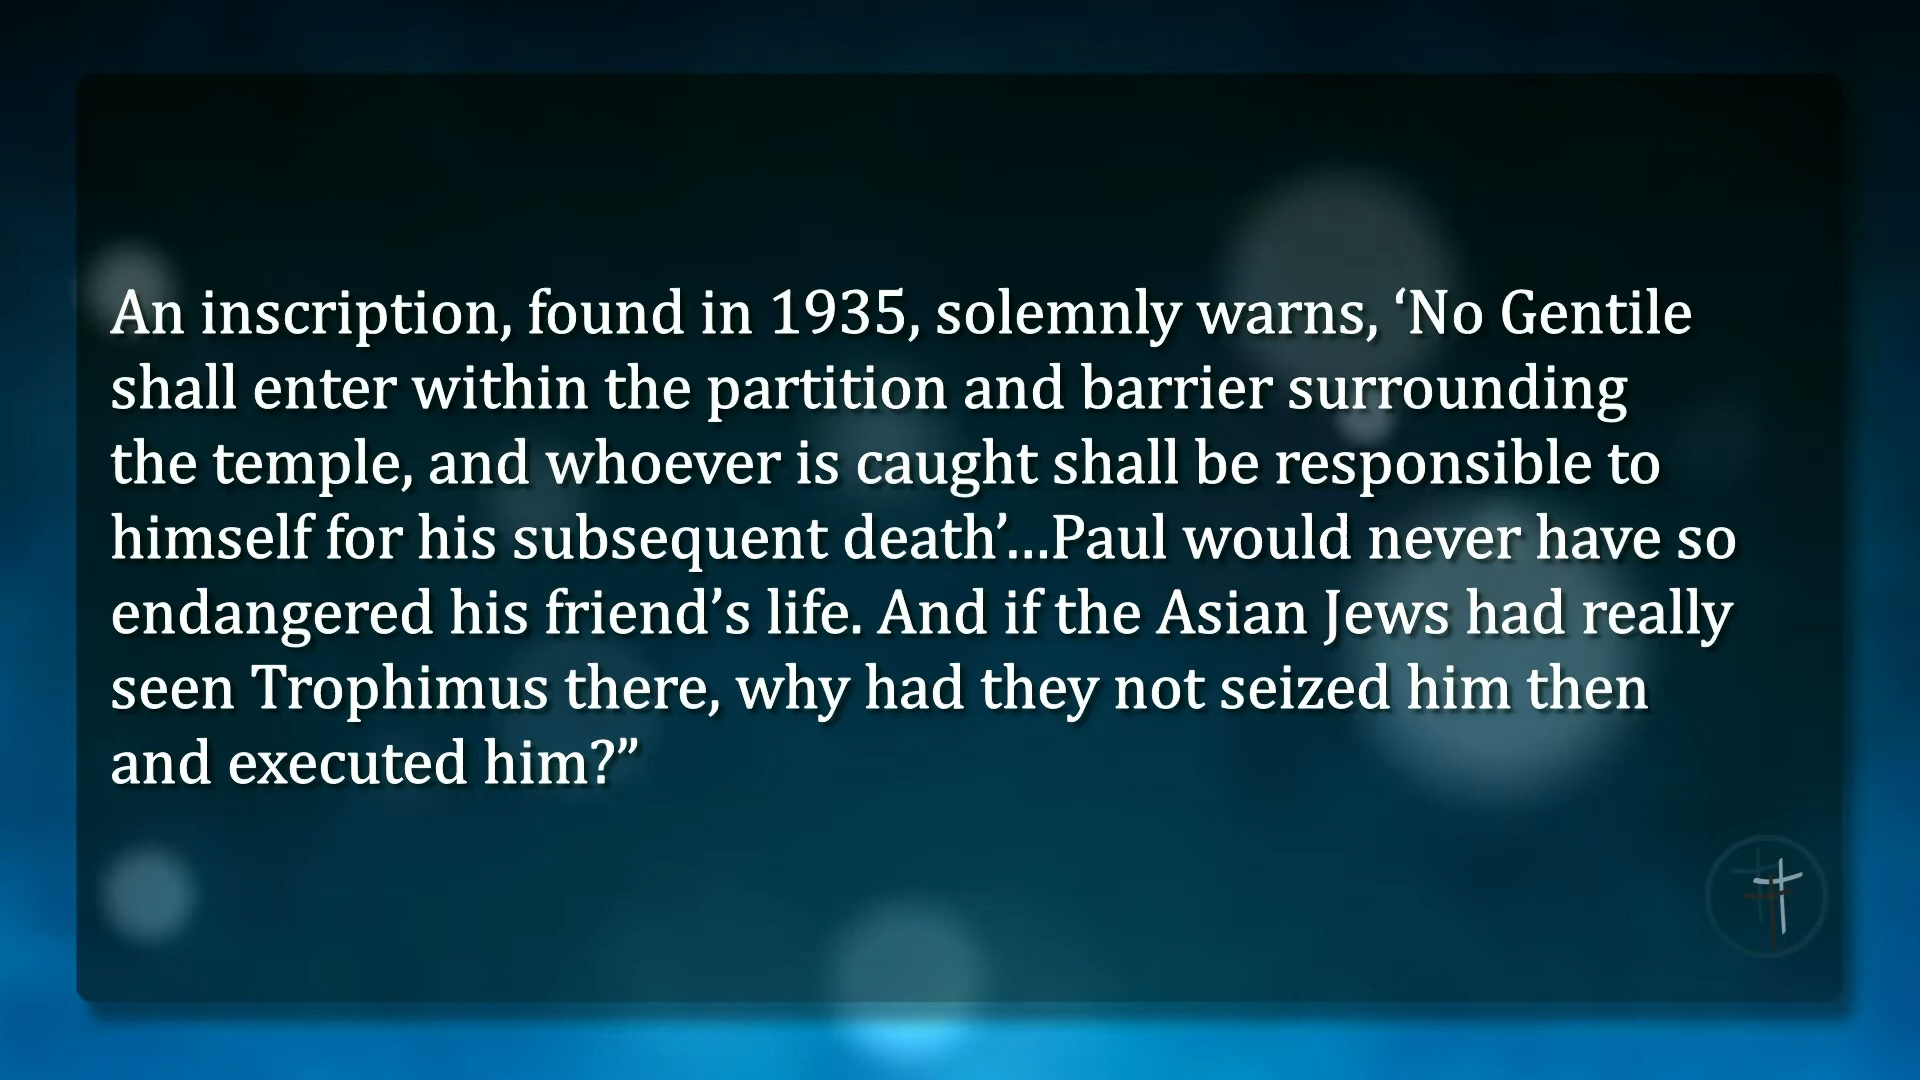 An inscription, found in 1935, solemnly warns, ‘No Gentile
shall enter within the partition and barrier surrounding
the temple, and whoever is caught shall be responsible to
himself for his subsequent death’...Paul would never have so
endangered his friend’s life. And if the Asian Jews had really
seen Trophimus there, why had they not seized him then
and executed him?”